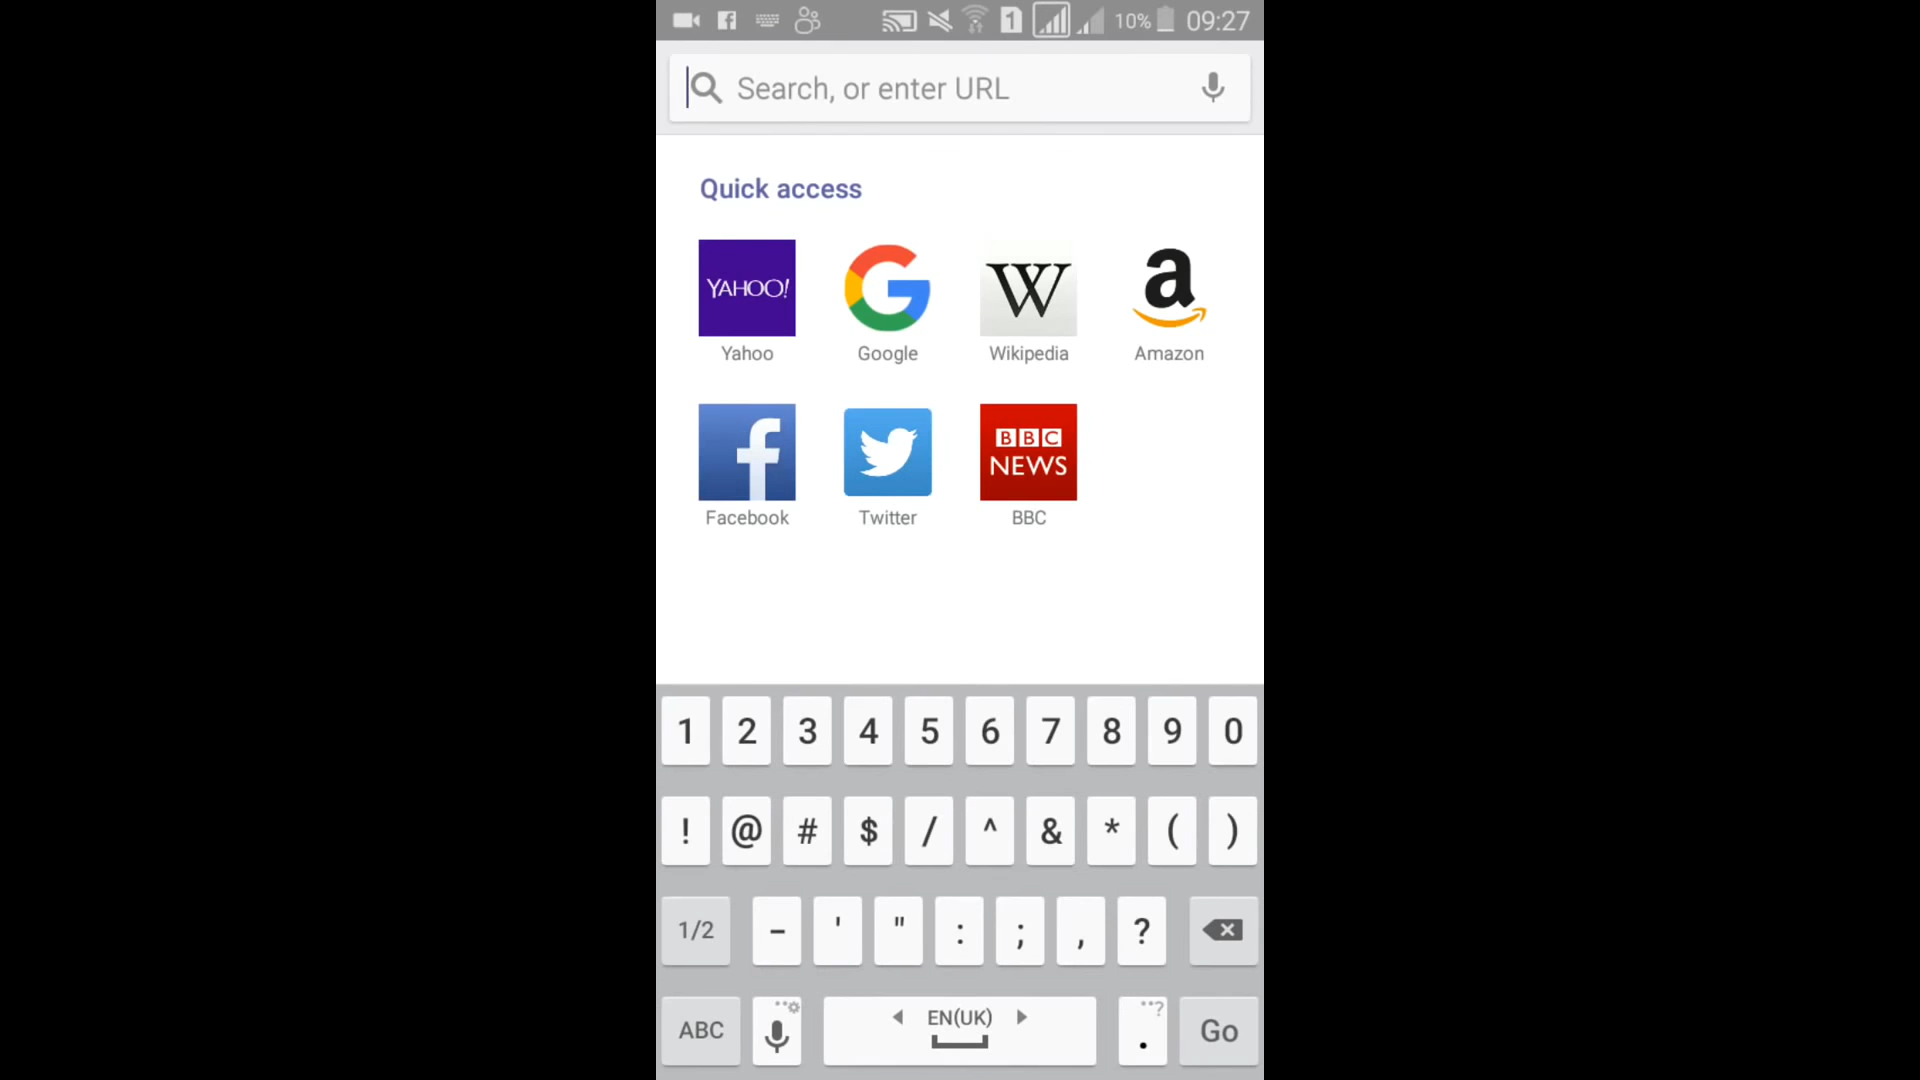 1 10% 09:27
Search, or enter URL
Quick access
YAHOO! G W a
Yahoo Google Wikipedia Amazon
f BBC NEWS
Facebook Twitter BBC
1 2 3 4 5 6 7 8 9 0
! @ # $ / ^ & * ( )
1/2 - ' " : ; , ?
ABC EN(UK) . Go